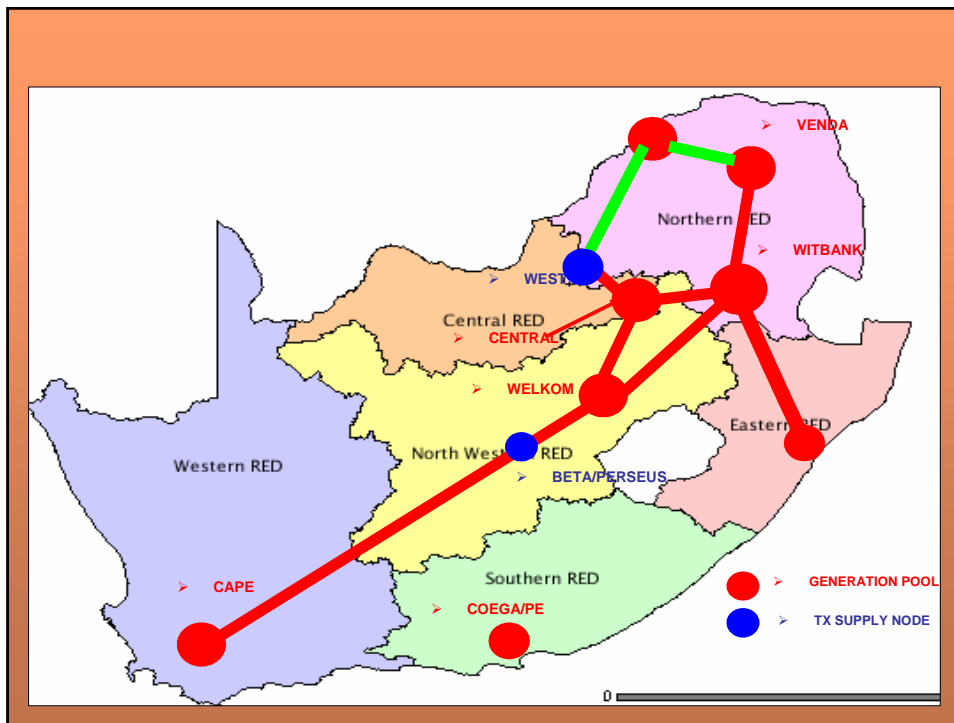 VENDA
Northern RED
WITBANK
WEST
Central RED
CENTRAL
WELKOM
Eastern RED
North West RED
Western RED
BETA/PERSEUS
Southern RED
GENERATION POOL
CAPE
COEGA/PE
TX SUPPLY NODE
0